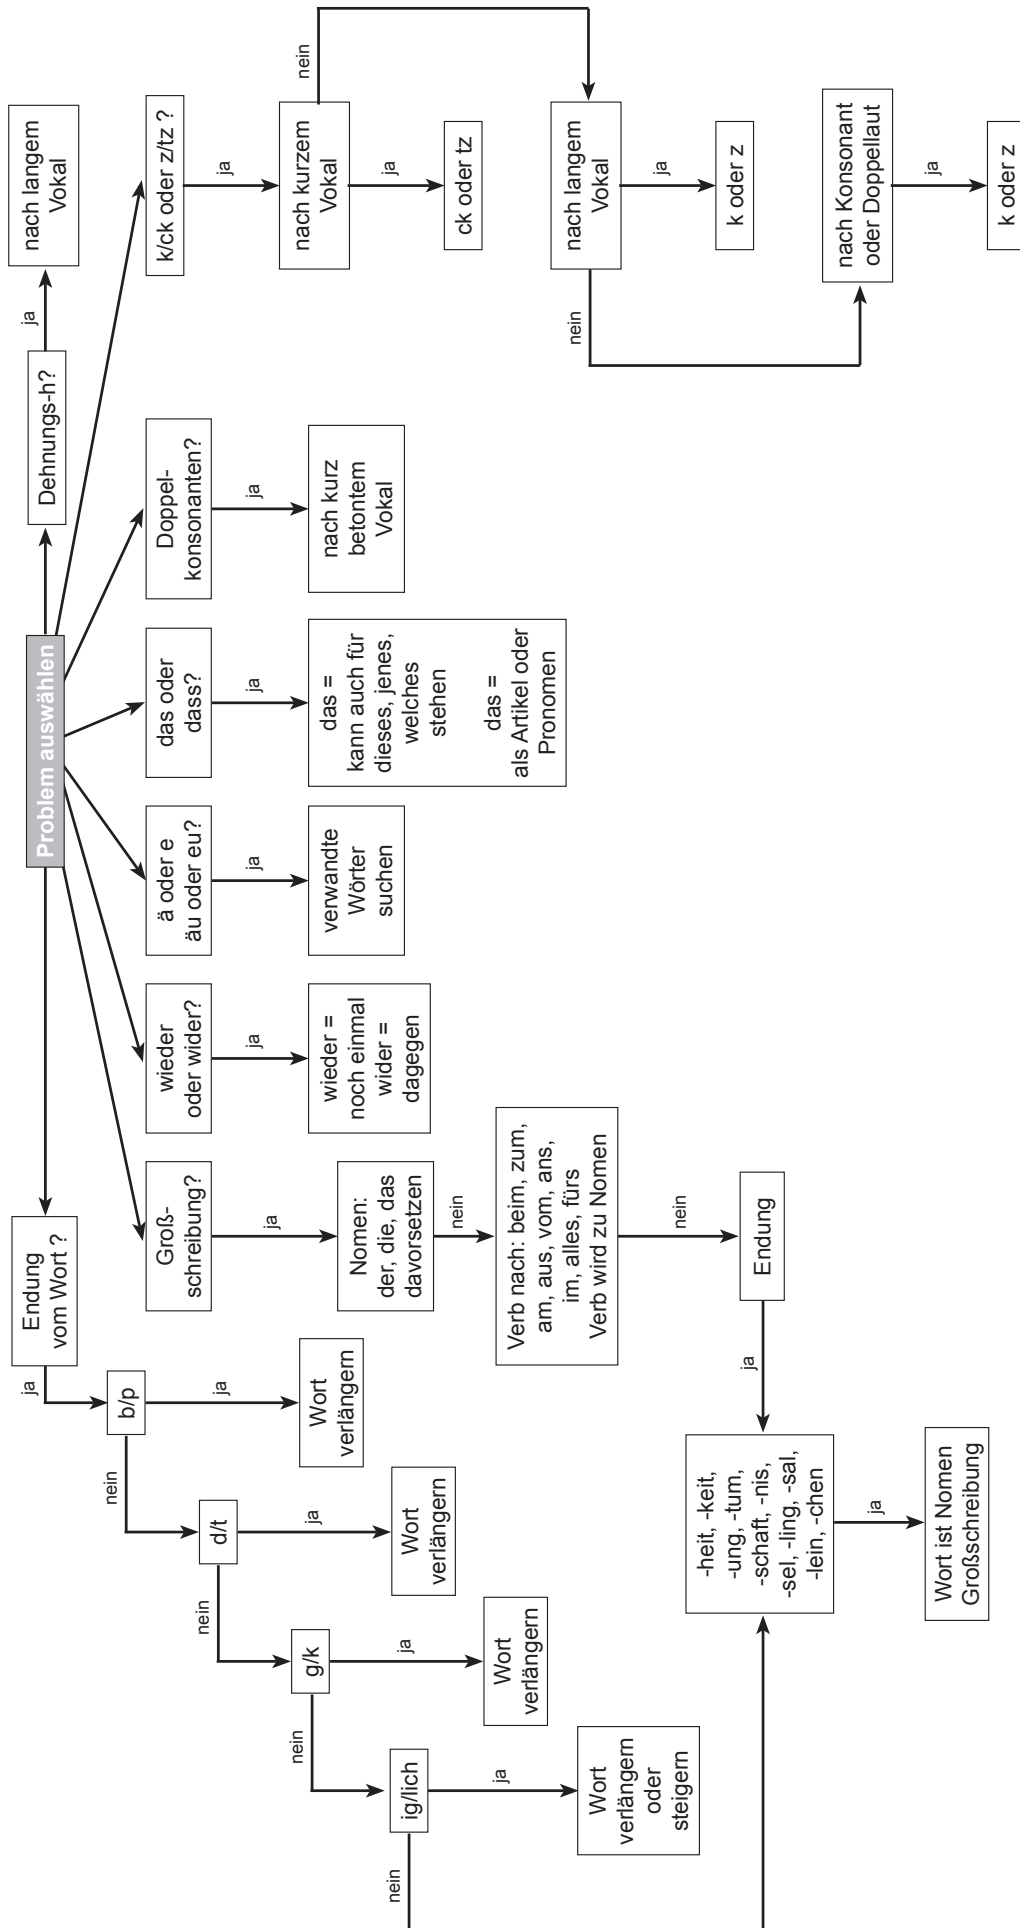 Problem auswählen
Endung
vom Wort ?
ja
b/p
ja
Wort
verlängern
nein
d/t
ja
Wort
verlängern
nein
g/k
ja
Wort
verlängern
nein
ig/lich
ja
Wort
verlängern
oder
steigern
nein
Groß-
schreibung?
ja
Nomen:
der, die, das
davorsetzen
nein
Verb nach: beim, zum,
am, aus, vom, ans,
im, alles, fürs
Verb wird zu Nomen
nein
Endung
ja
-heit, -keit,
-ung, -tum,
-schaft, -nis,
-sel, -ling, -sal,
-lein, -chen
ja
Wort ist Nomen
Großschreibung
wieder
oder wider?
ja
wieder =
noch einmal
wider =
dagegen
ä oder e
äu oder eu?
ja
verwandte
Wörter
suchen
das oder
dass?
ja
das =
kann auch für
dieses, jenes,
welches
stehen
das =
als Artikel oder
Pronomen
Doppel-
konsonanten?
ja
nach kurz
betontem
Vokal
Dehnungs-h?
ja
nach langem
Vokal
k/ck oder z/tz ?
ja
nach kurzem
Vokal
ja
ck oder tz
nein
nach langem
Vokal
ja
k oder z
nein
nach Konsonant
oder Doppellaut
ja
k oder z